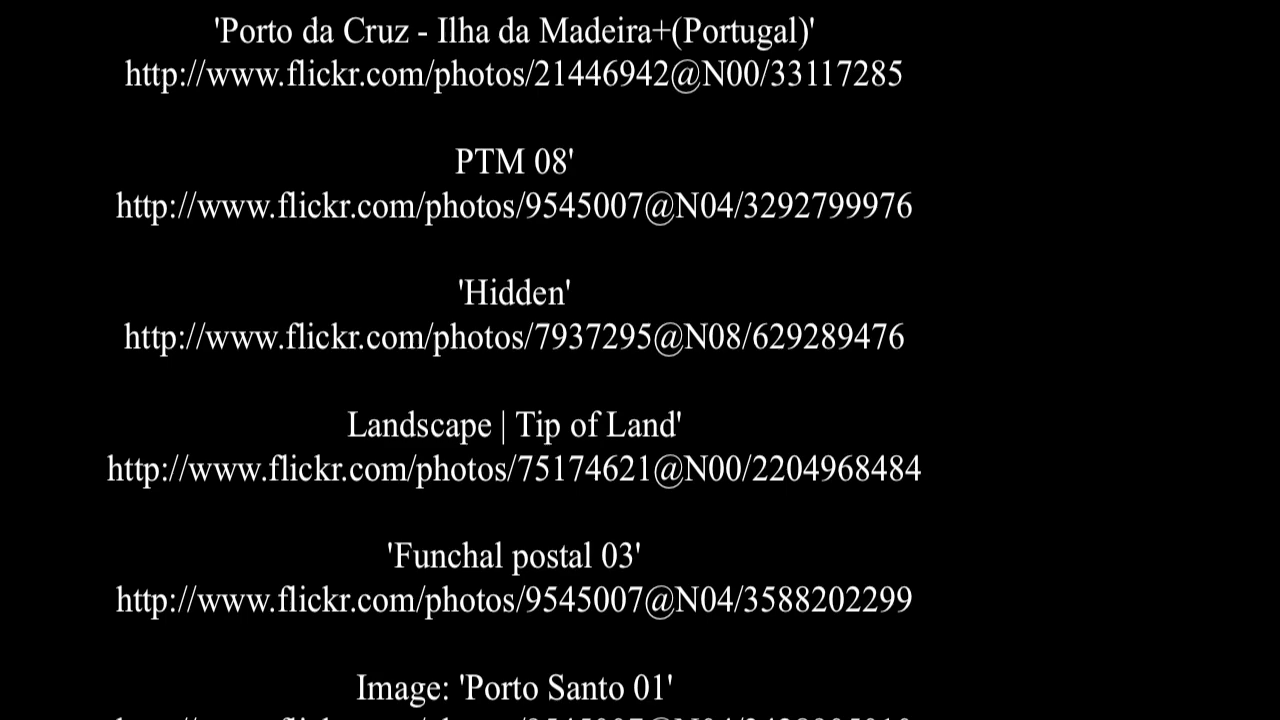 'Porto da Cruz - Ilha da Madeira+(Portugal)'
http://www.flickr.com/photos/21446942@N00/33117285
PTM 08'
http://www.flickr.com/photos/9545007@N04/3292799976
'Hidden'
http://www.flickr.com/photos/7937295@N08/629289476
Landscape | Tip of Land'
http://www.flickr.com/photos/75174621@N00/2204968484
'Funchal postal 03'
http://www.flickr.com/photos/9545007@N04/3588202299
Image: 'Porto Santo 01'